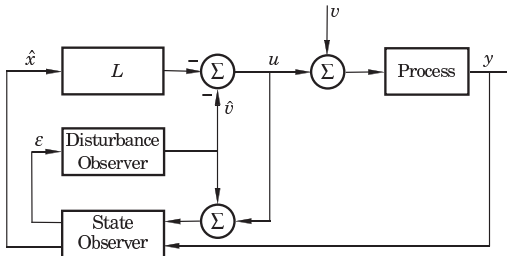 v
x̂
L
−
Σ
u
Σ
Process
y
−
v̂
ε
Disturbance
Observer
State
Observer
Σ